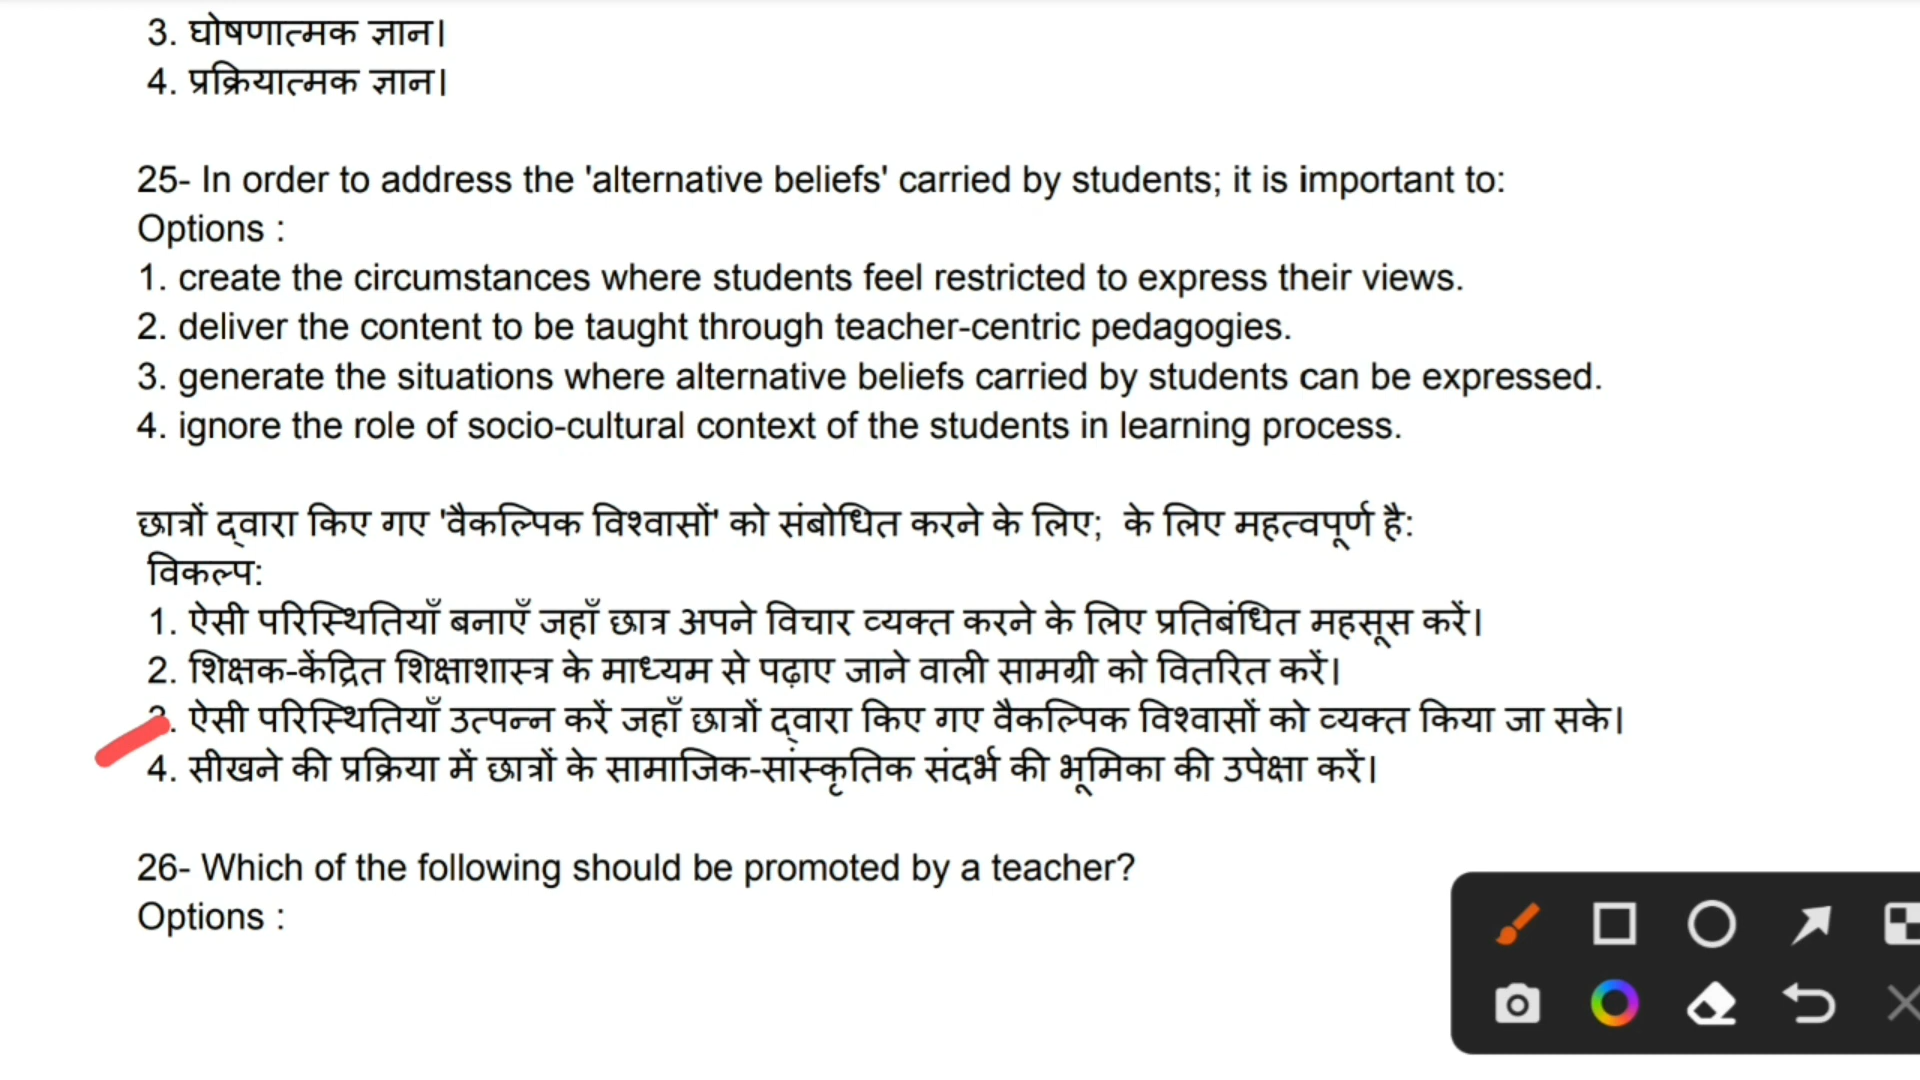 3. घोषणात्मक ज्ञान।
4. प्रक्रियात्मक ज्ञान।
25- In order to address the 'alternative beliefs' carried by students; it is important to:
Options :
1. create the circumstances where students feel restricted to express their views.
2. deliver the content to be taught through teacher-centric pedagogies.
3. generate the situations where alternative beliefs carried by students can be expressed.
4. ignore the role of socio-cultural context of the students in learning process.
छात्रों द्वारा किए गए 'वैकल्पिक विश्वासों' को संबोधित करने के लिए; के लिए महत्वपूर्ण है:
विकल्प:
1. ऐसी परिस्थितियाँ बनाएँ जहाँ छात्र अपने विचार व्यक्त करने के लिए प्रतिबंधित महसूस करें।
2. शिक्षक-केंद्रित शिक्षाशास्त्र के माध्यम से पढ़ाए जाने वाली सामग्री को वितरित करें।
3. ऐसी परिस्थितियाँ उत्पन्न करें जहाँ छात्रों द्वारा किए गए वैकल्पिक विश्वासों को व्यक्त किया जा सके।
4. सीखने की प्रक्रिया में छात्रों के सामाजिक-सांस्कृतिक संदर्भ की भूमिका की उपेक्षा करें।
26- Which of the following should be promoted by a teacher?
Options :